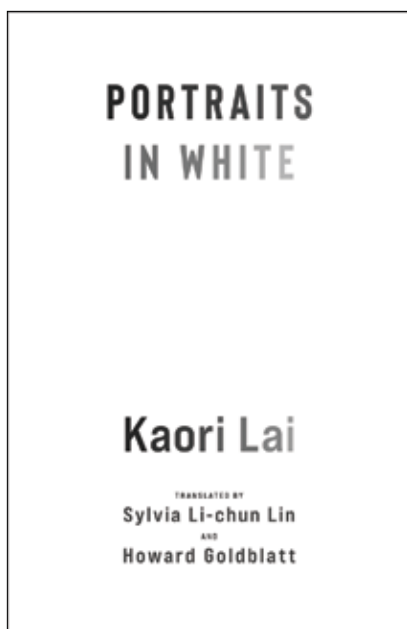 PORTRAITS
IN WHITE
Kaori Lai
TRANSLATED BY
Sylvia Li-chun Lin
AND
Howard Goldblatt